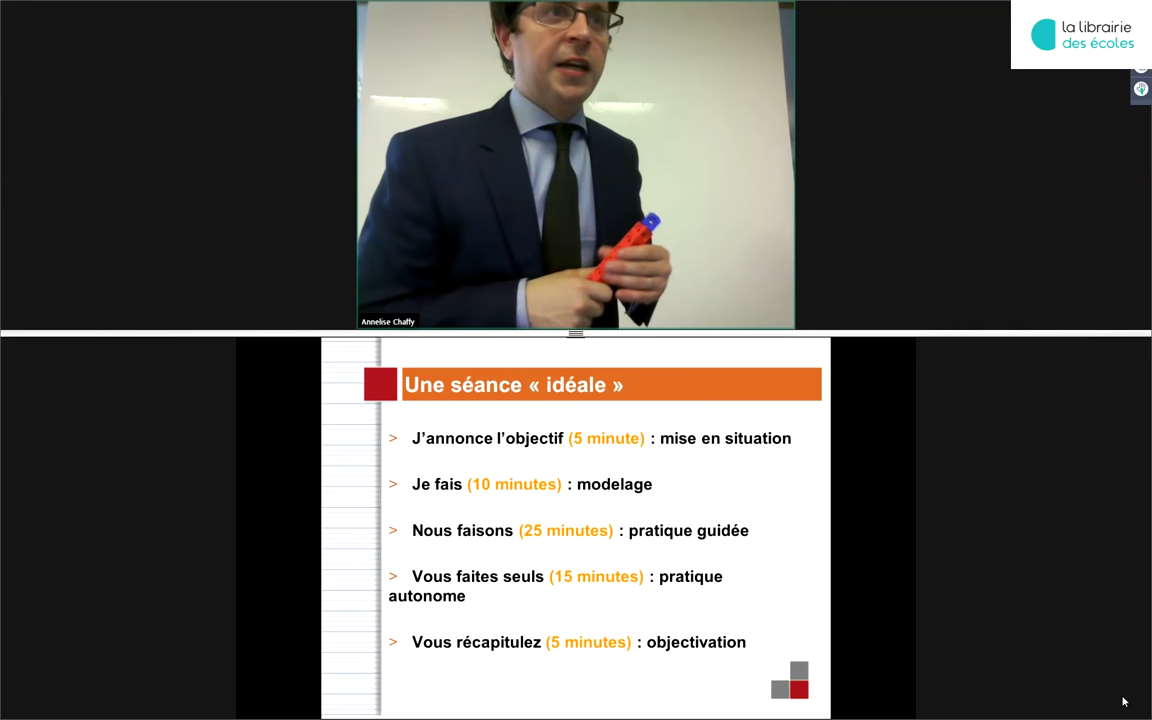 la librairie
des écoles
Annelise Chaffy
Une séance « idéale »
> J'annonce l'objectif (5 minute) : mise en situation
> Je fais (10 minutes) : modelage
> Nous faisons (25 minutes) : pratique guidée
> Vous faites seuls (15 minutes) : pratique
autonome
> Vous récapitulez (5 minutes) : objectivation